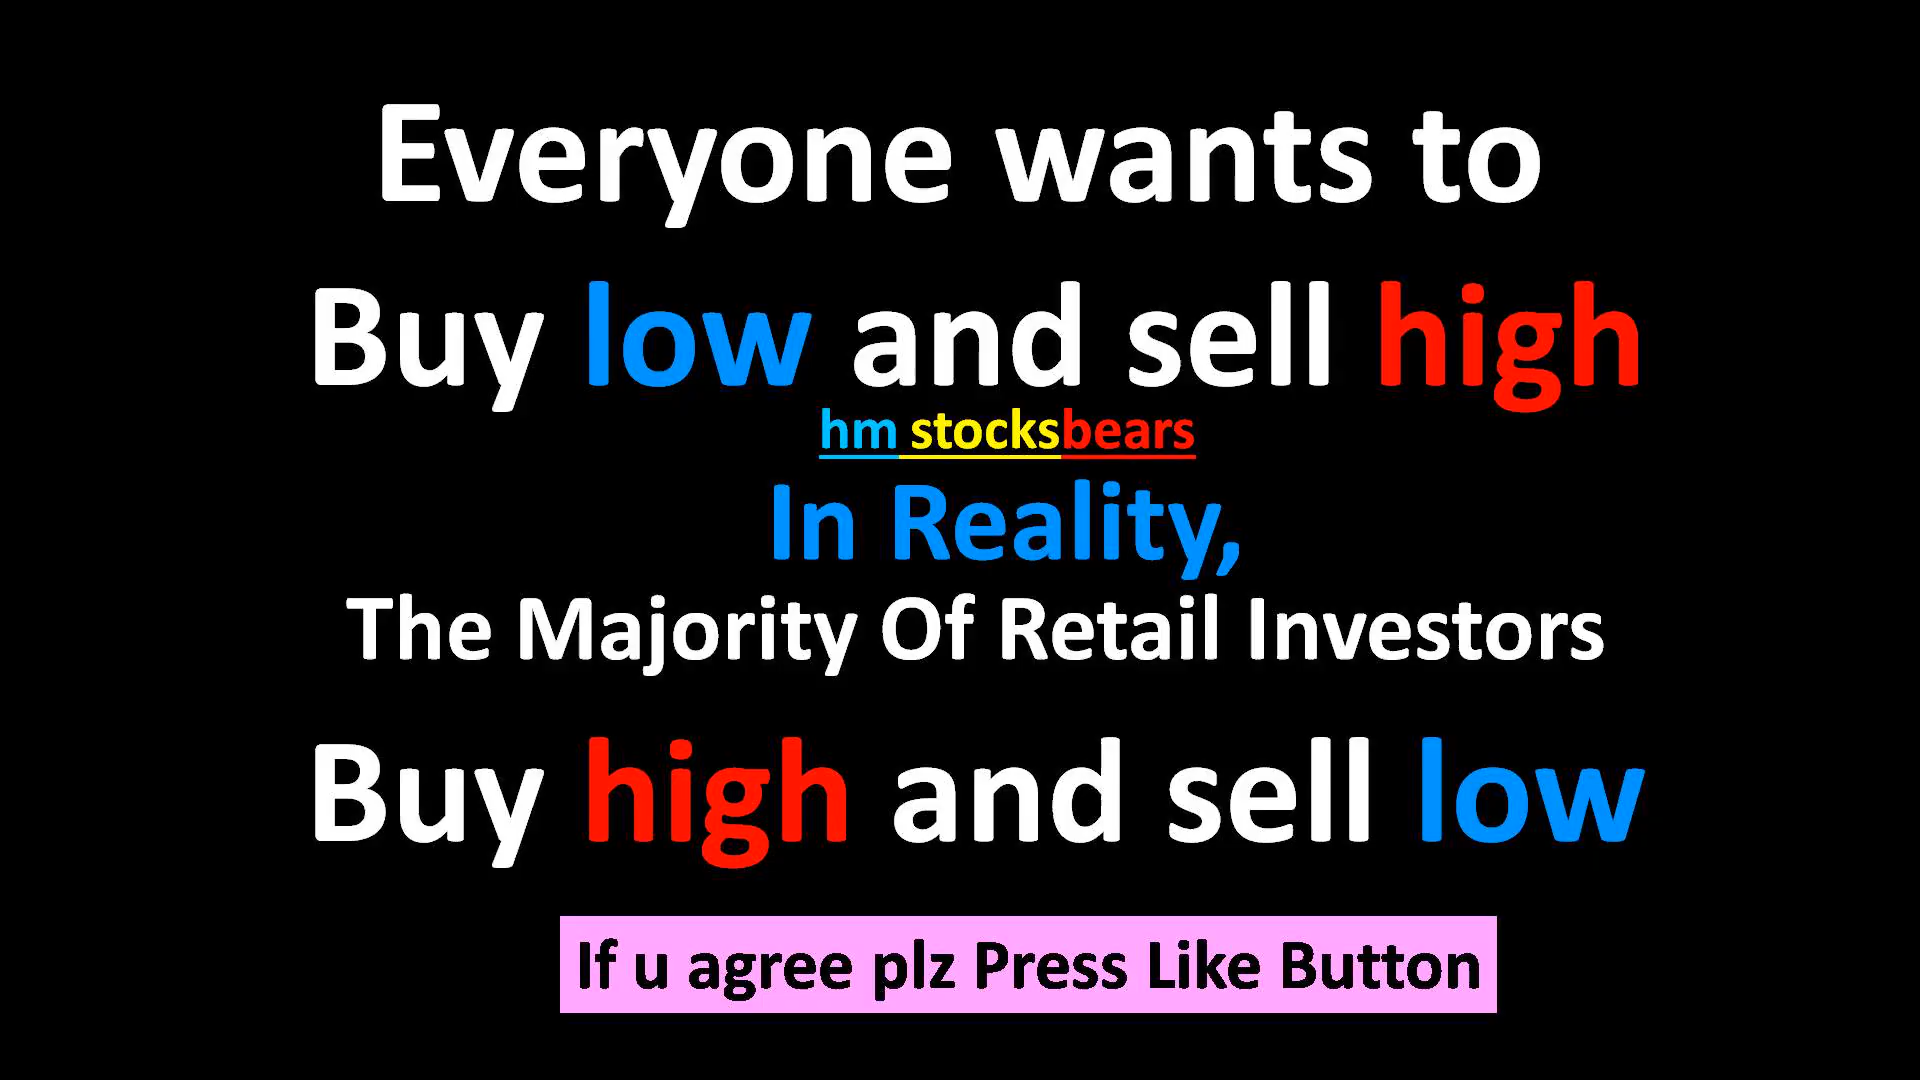 Everyone wants to
Buy low and sell high
hm stocksbears
In Reality,
The Majority Of Retail Investors
Buy high and sell low
If u agree plz Press Like Button